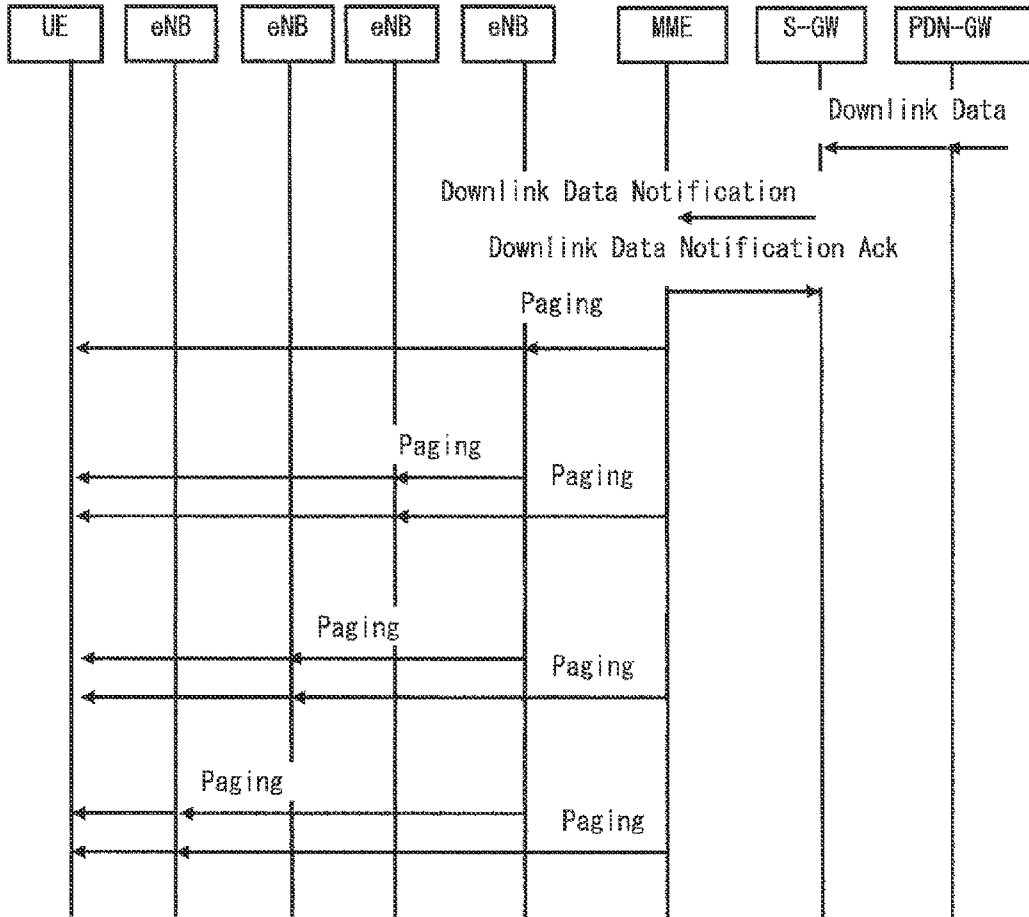 UE eNB eNB eNB eNB MME S-GW PDN-GW
Downlink Data
Downlink Data Notification
Downlink Data Notification Ack
Paging
Paging
Paging
Paging
Paging
Paging
Paging